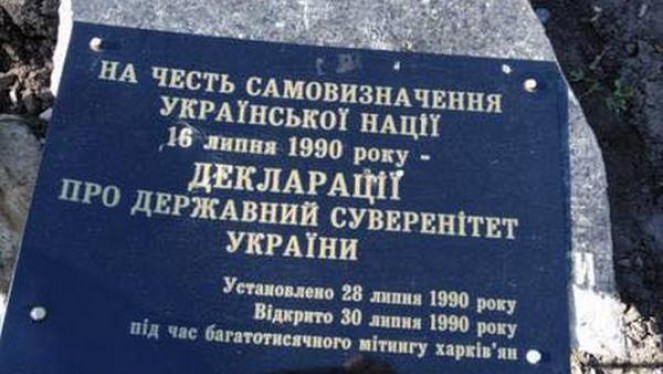 НА ЧЕСТЬ САМОВИЗНАЧЕННЯ
УКРАЇНСЬКОЇ НАЦІЇ
16 липня 1990 року -
ДЕКЛАРАЦІЇ
ПРО ДЕРЖАВНИЙ СУВЕРЕНІТЕТ
УКРАЇНИ
Установлено 28 липня 1990 року
Відкрито 30 липня 1990 року
під час багатотисячного мітингу харків'ян